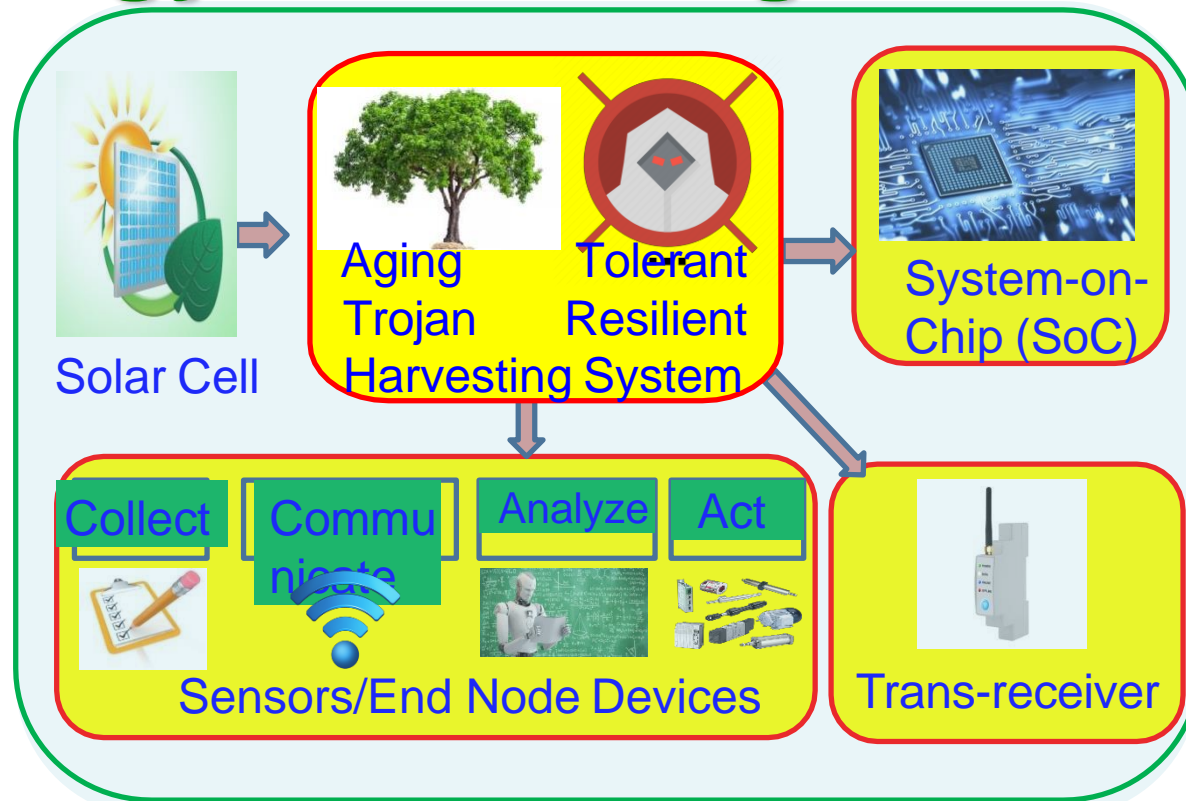 Solar Cell
Aging Tolerant
Trojan Resilient
Harvesting System
System-on-
Chip (SoC)
Collect
Commu
nicate
Analyze
Act
Sensors/End Node Devices
Trans-receiver